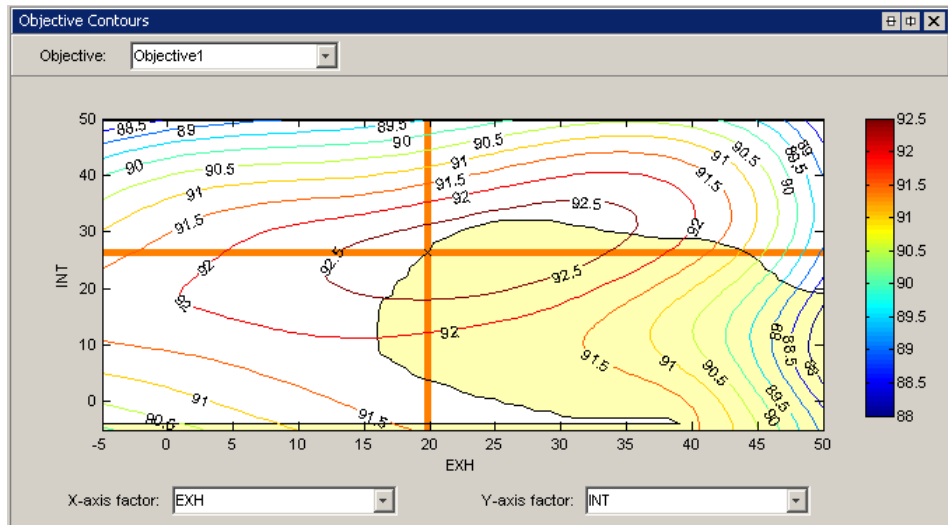 Objective Contours
Objective: Objective1
50
40
30
20
10
0
INT
-5 0 5 10 15 20 25 30 35 40 45 50
EXH
88.5 89 89.5 90 90.5 91 91.5 92 92.5
90 90.5 91 91.5 92 92.5
92 92.5 92
91 91.5 90.5
91.5 91 90.5 90 89.5 89 88.5 88
91 90 89.5 89
92.5
92
91.5
91
90.5
90
89.5
89
88.5
88
X-axis factor: EXH Y-axis factor: INT